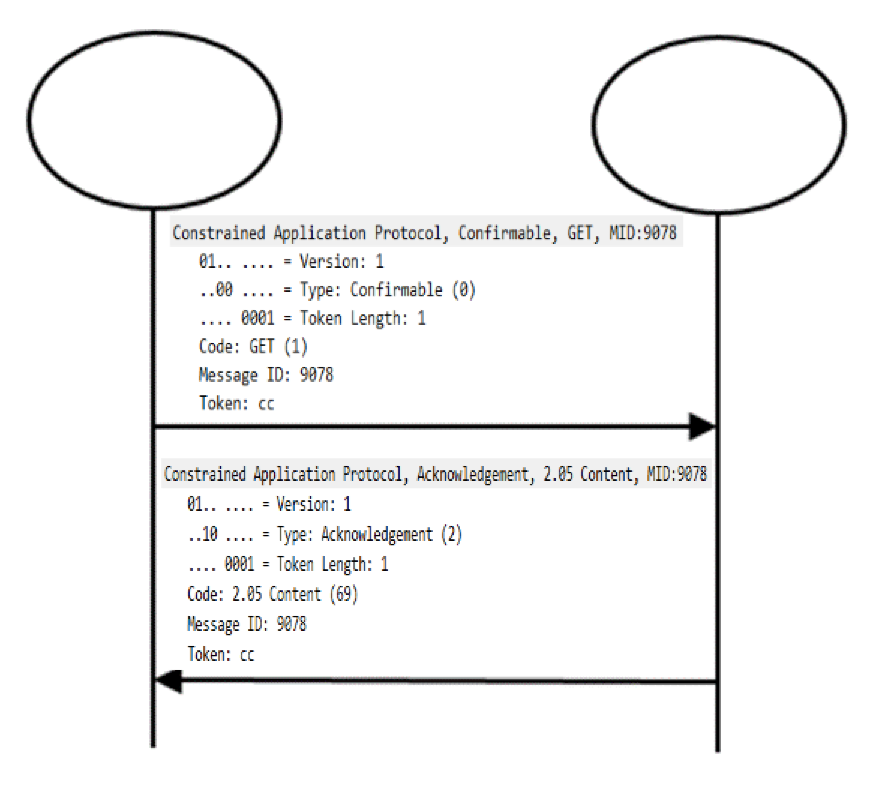 Constrained Application Protocol, Confirmable, GET, MID:9078
01.. .... = Version: 1
..00 .... = Type: Confirmable (0)
.... 0001 = Token Length: 1
Code: GET (1)
Message ID: 9078
Token: cc
Constrained Application Protocol, Acknowledgement, 2.05 Content, MID:9078
01.. .... = Version: 1
..10 .... = Type: Acknowledgement (2)
.... 0001 = Token Length: 1
Code: 2.05 Content (69)
Message ID: 9078
Token: cc